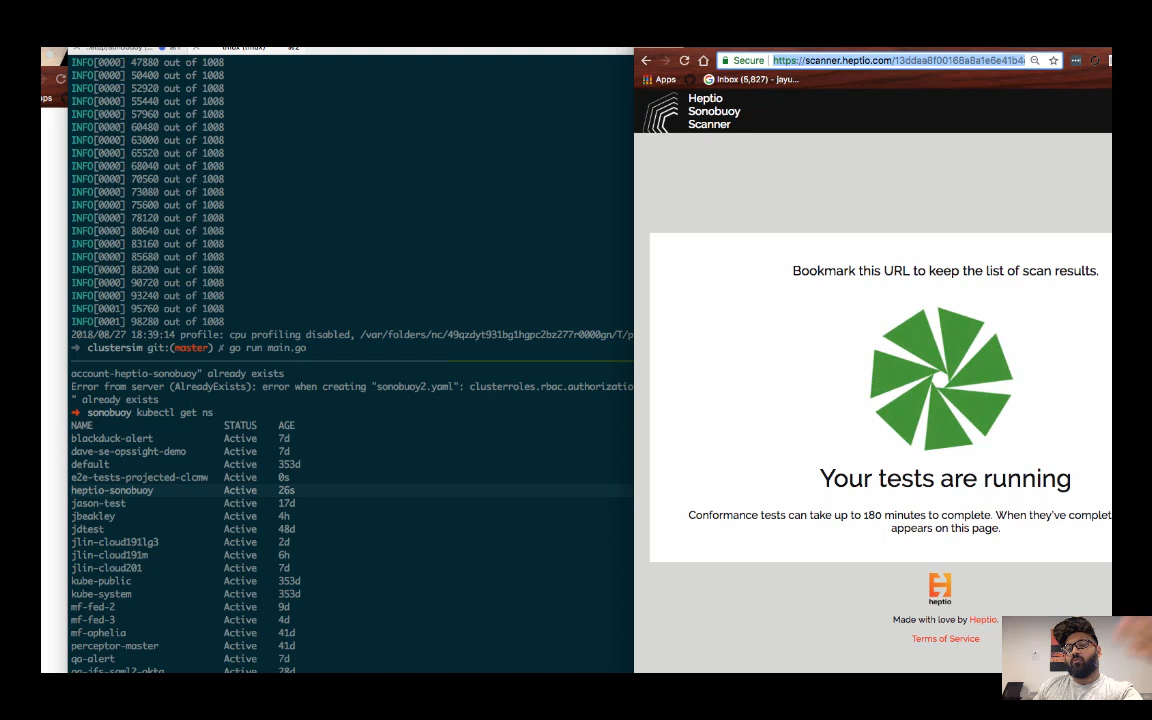 INFO[0000] 47880 out of 1008
INFO[0000] 50400 out of 1008
INFO[0000] 52920 out of 1008
INFO[0000] 55440 out of 1008
INFO[0000] 57960 out of 1008
INFO[0000] 60480 out of 1008
INFO[0000] 63000 out of 1008
INFO[0000] 65520 out of 1008
INFO[0000] 68040 out of 1008
INFO[0000] 70560 out of 1008
INFO[0000] 73080 out of 1008
INFO[0000] 75600 out of 1008
INFO[0000] 78120 out of 1008
INFO[0000] 80640 out of 1008
INFO[0000] 83160 out of 1008
INFO[0000] 85680 out of 1008
INFO[0000] 88200 out of 1008
INFO[0000] 90720 out of 1008
INFO[0000] 93240 out of 1008
INFO[0001] 95760 out of 1008
INFO[0001] 98280 out of 1008
2018/08/27 18:39:14 profile: cpu profiling disabled, /var/folders/nc/49qzdyt931bg1hgpc2bz277r0000gn/T/p
➜ clustersim git:(master) ✗ go run main.go
account-heptio-sonobuoy" already exists
Error from server (AlreadyExists): error when creating "sonobuoy2.yaml": clusterroles.rbac.authorizatio
" already exists
➜ sonobuoy kubectl get ns
NAME STATUS AGE
blackduck-alert Active 7d
dave-se-opssight-demo Active 7d
default Active 353d
e2e-tests-projected-clcmw Active 0s
heptio-sonobuoy Active 26s
jason-test Active 17d
jbeakley Active 4h
jdtest Active 48d
jlin-cloud191lg3 Active 2d
jlin-cloud191m Active 6h
jlin-cloud201 Active 7d
kube-public Active 353d
kube-system Active 353d
mf-fed-2 Active 9d
mf-fed-3 Active 4d
mf-ophelia Active 41d
perceptor-master Active 41d
qa-alert Active 7d
Active 28d
Secure https://scanner.heptio.com/13ddaa8f00168a8a1e6e41b4
Apps Inbox (5,827) - jayu...
Heptio
Sonobuoy
Scanner
Bookmark this URL to keep the list of scan results.
Your tests are running
Conformance tests can take up to 180 minutes to complete. When they've complet
appears on this page.
heptio
Made with love by Heptio.
Terms of Service